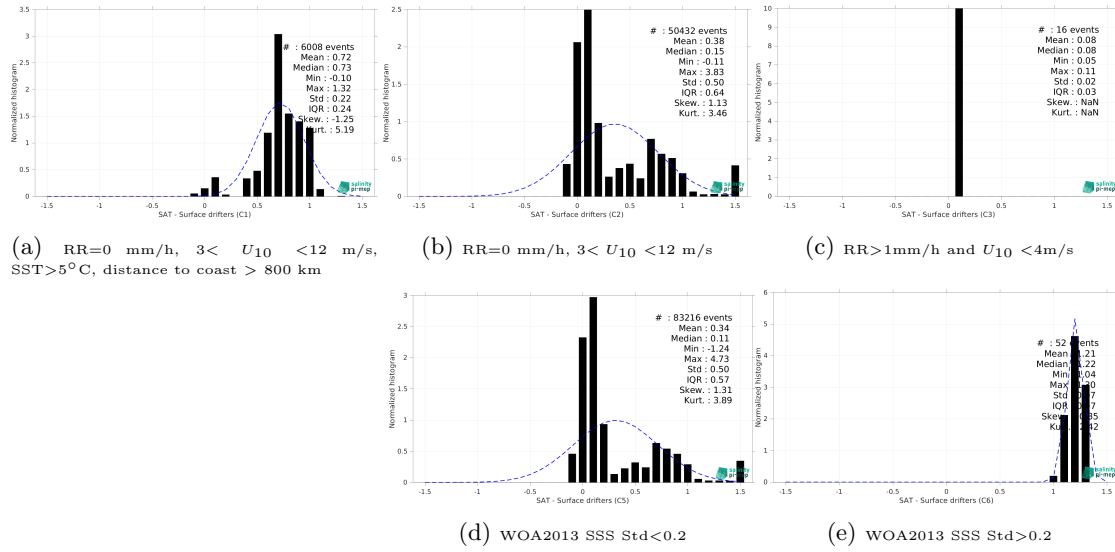 3.5
3
2.5
2
1.5
1
0.5
0
-1.5 -1 -0.5 0 0.5 1 1.5
Normalized histogram
SAT - Surface drifters (C1)
# : 6008 events
Mean : 0.72
Median : 0.73
Min : -0.10
Max : 1.32
Std : 0.22
IQR : 0.24
Skew. : -1.25
Kurt. : 5.19
salinity
pi-mep
(a) RR=0 mm/h, 3< U10 <12 m/s,
SST>5°C, distance to coast > 800 km
2.5
2
1.5
1
0.5
0
-1.5 -1 -0.5 0 0.5 1 1.5
Normalized histogram
SAT - Surface drifters (C2)
# : 50432 events
Mean : 0.38
Median : 0.15
Min : -0.11
Max : 3.83
Std : 0.50
IQR : 0.64
Skew. : 1.13
Kurt. : 3.46
salinity
pi-mep
(b) RR=0 mm/h, 3< U10 <12 m/s
10
9
8
7
6
5
4
3
2
1
0
-1.5 -1 -0.5 0 0.5 1 1.5
Normalized histogram
SAT - Surface drifters (C3)
# : 16 events
Mean : 0.08
Median : 0.08
Min : 0.05
Max : 0.11
Std : 0.02
IQR : 0.03
Skew. : NaN
Kurt. : NaN
salinity
pi-mep
(c) RR>1mm/h and U10 <4m/s
3
2.5
2
1.5
1
0.5
0
-1.5 -1 -0.5 0 0.5 1 1.5
Normalized histogram
SAT - Surface drifters (C5)
# : 83216 events
Mean : 0.34
Median : 0.11
Min : -1.24
Max : 4.73
Std : 0.50
IQR : 0.57
Skew. : 1.31
Kurt. : 3.89
salinity
pi-mep
(d) WOA2013 SSS Std<0.2
6
5
4
3
2
1
0
-1.5 -1 -0.5 0 0.5 1 1.5
Normalized histogram
SAT - Surface drifters (C6)
# : 52 events
Mean
Median
Min
Max
Std
IQR
salinity
pi-mep
(e) WOA2013 SSS Std>0.2